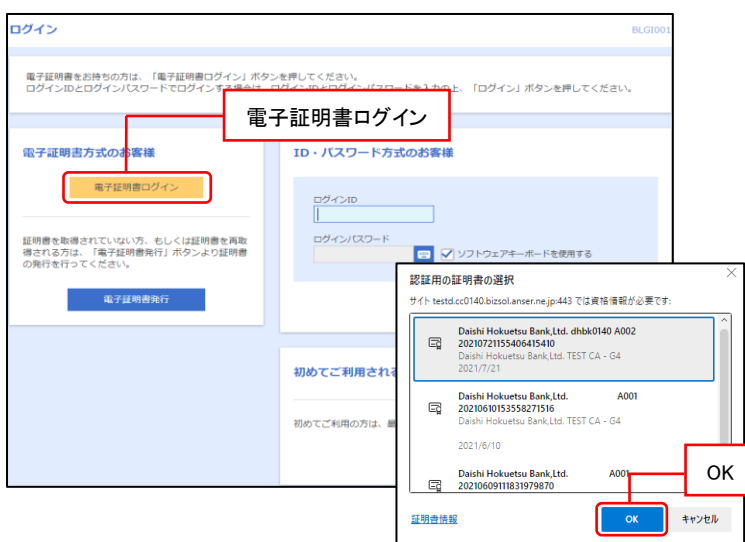 ログイン
BLGI001
電子証明書をお持ちの方は、「電子証明書ログイン」ボタンを押してください。
ログインIDとログインパスワードでログインする場合は、ログインIDとログインパスワードを入力の上、「ログイン」ボタンを押してください。
電子証明書ログイン
電子証明書方式のお客様
電子証明書ログイン
証明書を取得されていない方、もしくは証明書を再取
得される方は、「電子証明書発行」ボタンより証明書
の発行を行ってください。
電子証明書発行
ID・パスワード方式のお客様
ログインID
ログインパスワード
ソフトウェアキーボードを使用する
初めてご利用され
初めてご利用の方は、
認証用の証明書の選択
サイト testd.cc0140.bizsol.anser.ne.jp:443 では資格情報が必要です:
Daishi Hokuetsu Bank,Ltd. dhbk0140 A002
20210721155406415410
Daishi Hokuetsu Bank,Ltd. TEST CA - G4
2021/7/21
Daishi Hokuetsu Bank,Ltd. A001
20210610153558271516
Daishi Hokuetsu Bank,Ltd. TEST CA - G4
2021/6/10
Daishi Hokuetsu Bank,Ltd. A001
20210609111831979870
OK
証明書情報
OK
キャンセル